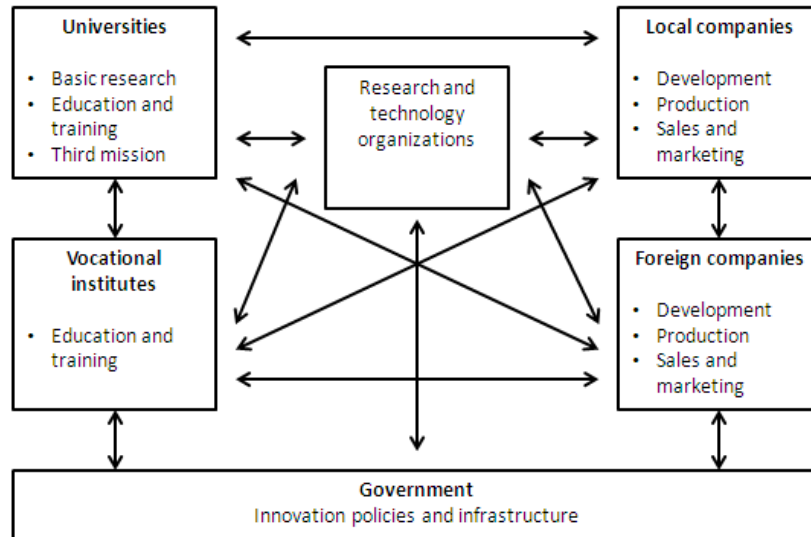 Universities
• Basic research
• Education and
training
• Third mission
Research and
technology
organizations
Local companies
• Development
• Production
• Sales and
marketing
Vocational
institutes
• Education and
training
Foreign companies
• Development
• Production
• Sales and
marketing
Government
Innovation policies and infrastructure